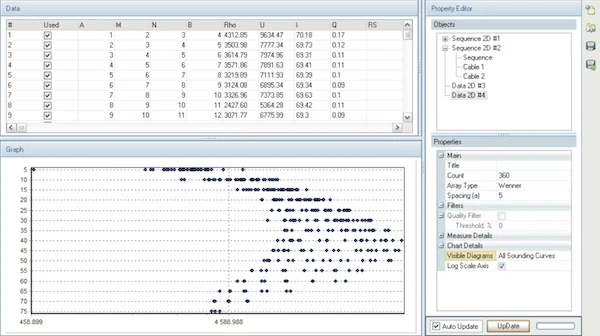 Data
# Used A M N B Rho U I Q RS
1 1 2 3 4 4312.85 9634.47 70.18 0.17
2 2 3 4 5 3503.98 7777.34 69.73 0.12
3 3 4 5 6 3614.79 7974.96 69.31 0.11
4 4 5 6 7 3571.86 7891.63 69.41 0.11
5 5 6 7 8 3219.89 7111.93 69.39 0.1
6 6 7 8 9 3124.08 6895.34 69.34 0.09
7 7 8 9 10 3326.96 7373.85 69.63 0.1
8 8 9 10 11 2427.60 5364.28 69.42 0.11
9 9 10 11 12 3071.77 6775.99 69.3 0.09
Graph
5
10
15
20
25
30
35
40
45
50
55
60
65
70
75
458.899 4 588.988
Property Editor
Objects
Sequence 2D #1
Sequence 2D #2
Sequence
Cable 1
Cable 2
Data 2D #3
Data 2D #4
Properties
Main
Title
Count 360
Array Type Wenner
Spacing (a) 5
Filters
Quality Filter
Threshold, % 0
Measure Details
Chart Details
Visible Diagrams All Sounding Curves
Log Scale Axis
Auto Update UpDate